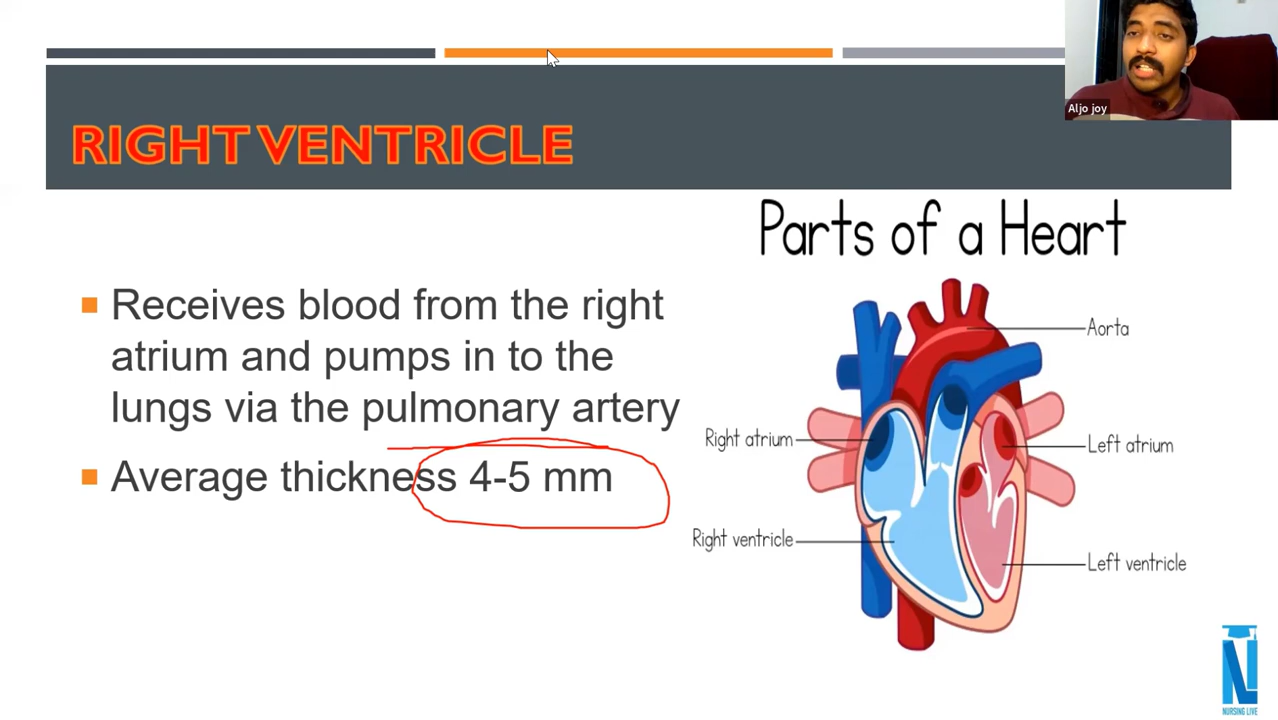 Aljo joy
RIGHT VENTRICLE
Receives blood from the right
atrium and pumps in to the
lungs via the pulmonary artery
Average thickness 4-5 mm
Parts of a Heart
Aorta
Right atrium
Left atrium
Right ventricle
Left ventricle
NURSING LIVE